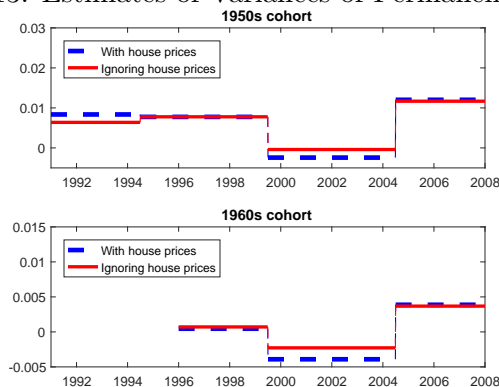 Estimates of Variances of Permanen
1950s cohort
0.03
0.02
0.01
0
With house prices
Ignoring house prices
1992 1994 1996 1998 2000 2002 2004 2006 2008
1960s cohort
0.015
0.01
0.005
0
-0.005
With house prices
Ignoring house prices
1992 1994 1996 1998 2000 2002 2004 2006 2008